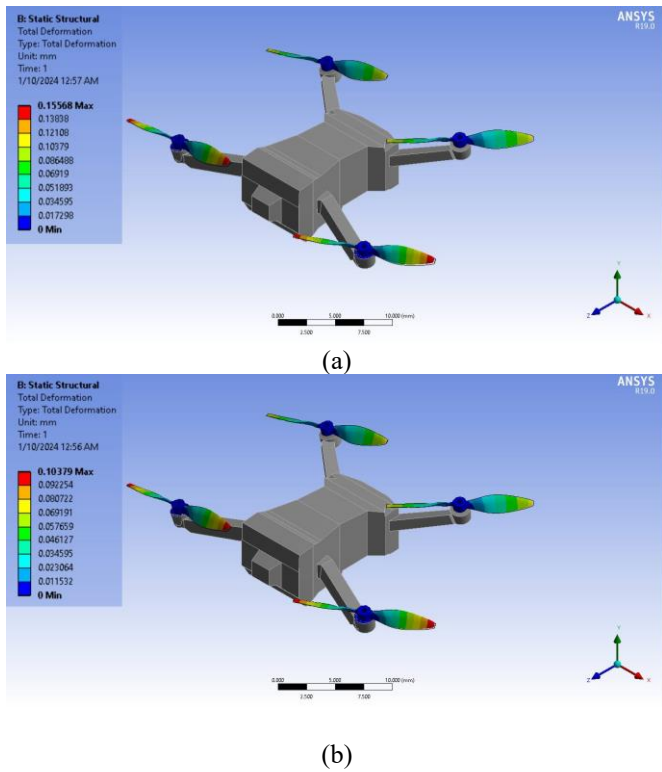 B: Static Structural
Total Deformation
Type: Total Deformation
Unit: mm
Time: 1
1/10/2024 12:57 AM
ANSYS
R19.0
0.15568 Max
0.13838
0.12108
0.10379
0.086488
0.06919
0.051893
0.034595
0.017298
0 Min
Y
Z
X
0.000 5.000 10.000 (mm)
2.500 7.500
(a)
B: Static Structural
Total Deformation
Type: Total Deformation
Unit: mm
Time: 1
1/10/2024 12:56 AM
ANSYS
R19.0
0.10379 Max
0.092254
0.080722
0.069191
0.057659
0.046127
0.034595
0.023064
0.011532
0 Min
Y
Z
X
0.000 5.000 10.000 (mm)
2.500 7.500
(b)